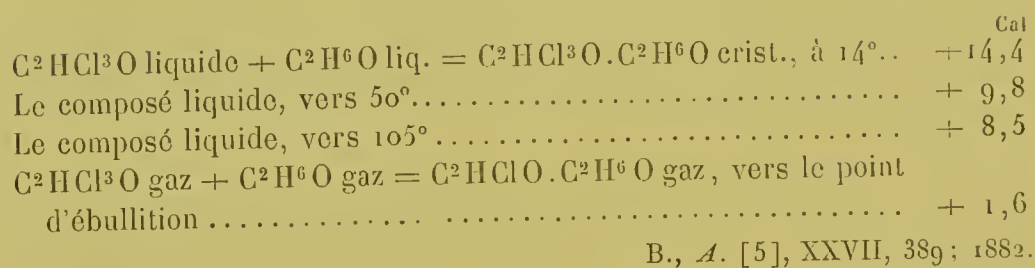 Cal
C²HCl³O liquide + C²H⁶O liq. = C²HCl³O.C²H⁶O crist., à 14°.. +14,4
Le composé liquide, vers 50°................................ + 9,8
Le composé liquide, vers 105°............................... + 8,5
C²HCl³O gaz + C²H⁶O gaz = C²HClO.C²H⁶O gaz, vers le point
d'ébullition ............. ................................ + 1,6
B., A. [5], XXVII, 389; 1882.